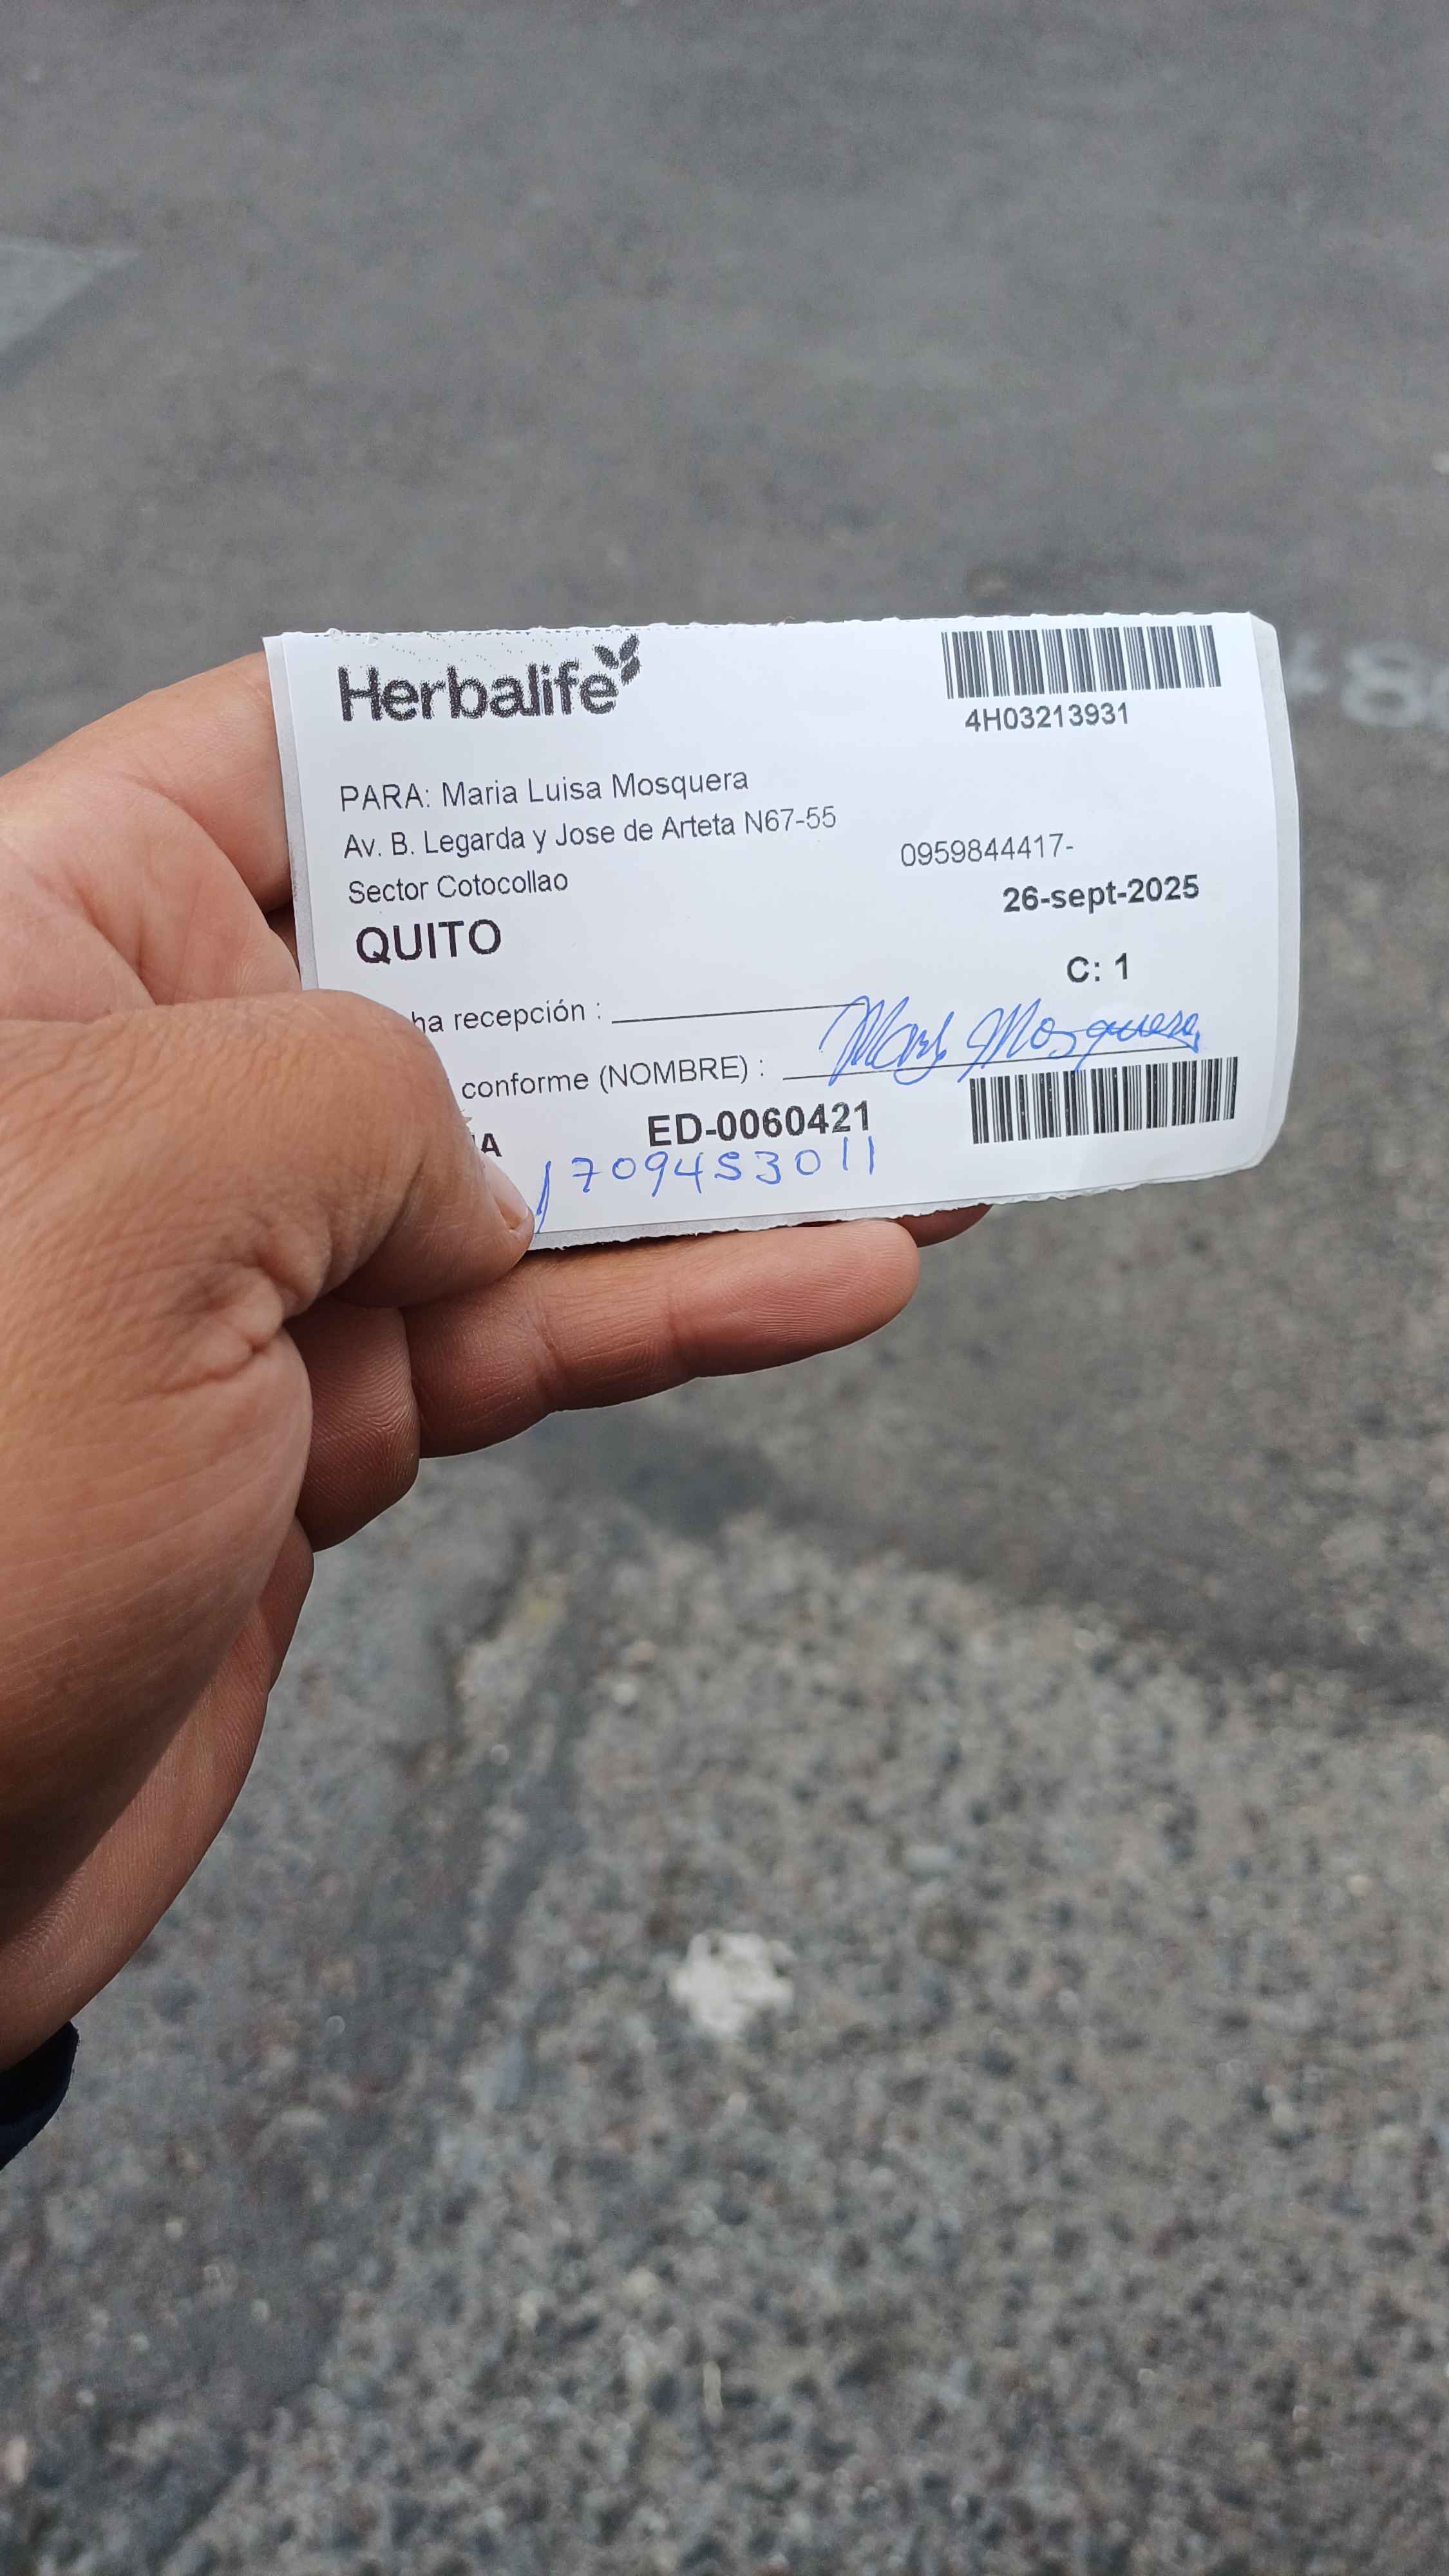 Herbalife
4H03213931
PARA: Maria Luisa Mosquera
Av. B. Legarda y Jose de Arteta N67-55
0959844417-
Sector Cotocollao
26-sept-2025
QUITO
C: 1
ha recepción :
conforme (NOMBRE) : Mosquera
ED-0060421
1709453011